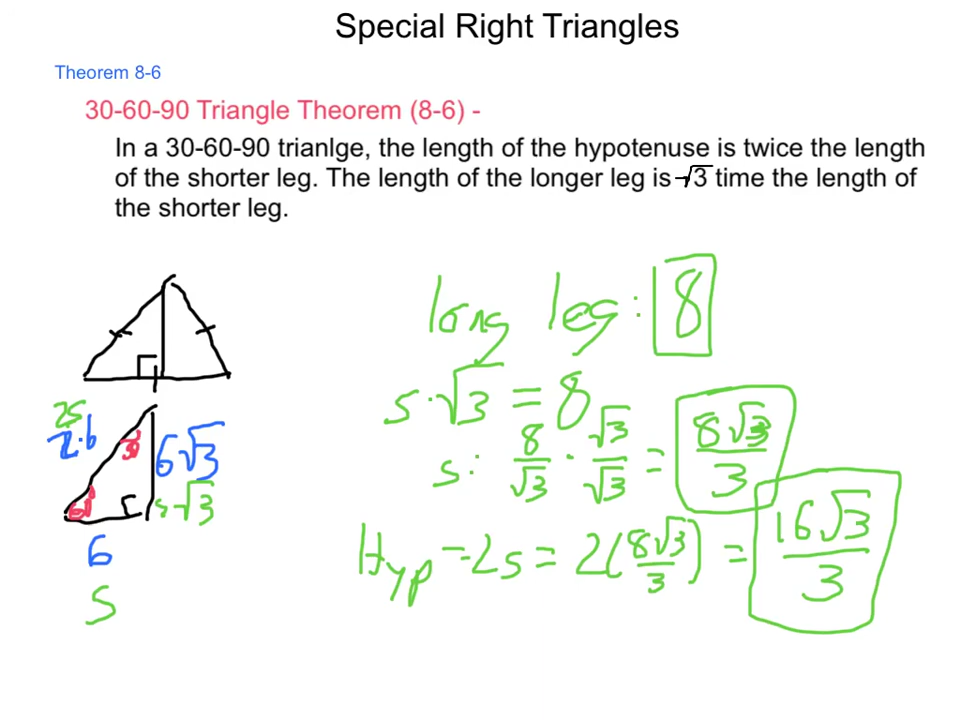 Special Right Triangles
Theorem 8-6
30-60-90 Triangle Theorem (8-6) -
In a 30-60-90 trianlge, the length of the hypotenuse is twice the length
of the shorter leg. The length of the longer leg is √3 time the length of
the shorter leg.
long leg: 8
s·√3 = 8
s: 8/√3 · √3/√3 = 8√3/3
Hyp = 2s = 2(8√3/3) = 16√3/3
2s
2·6
30
6√3
60
s√3
6
s